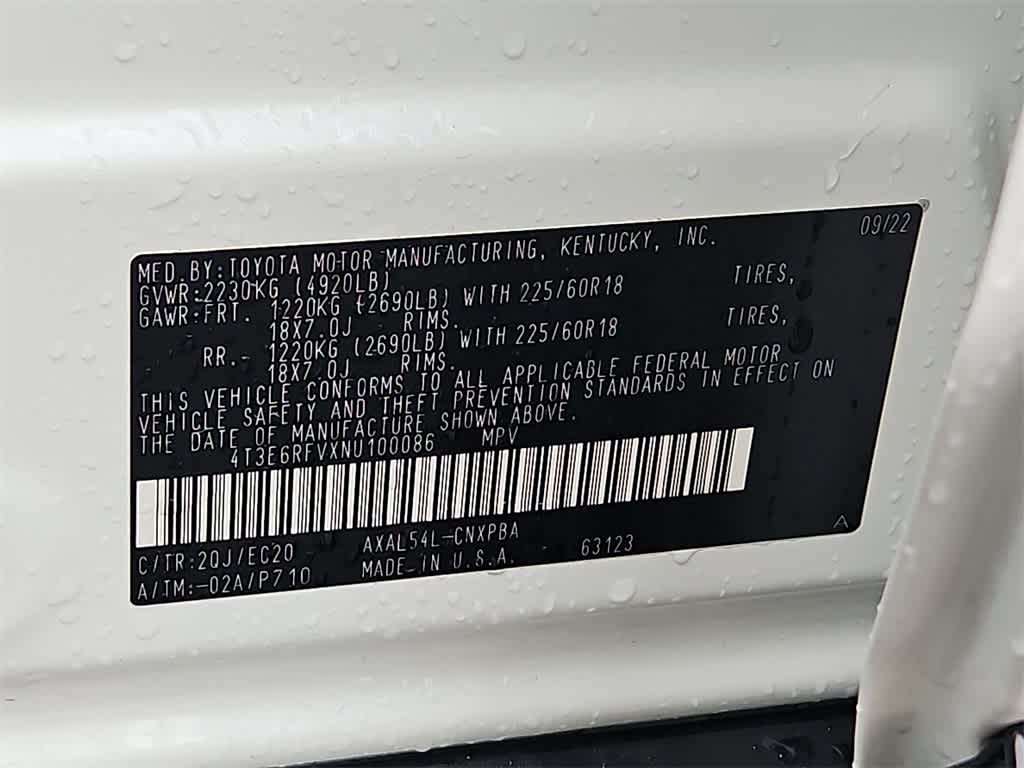 09/22
MFD. BY: TOYOTA MOTOR MANUFACTURING, KENTUCKY, INC.
GVWR:2230KG (4920LB)
GAWR:FRT. 1220KG (2690LB) WITH 225/60R18 TIRES,
18X7.0J RIMS.
RR. 1220KG (2690LB) WITH 225/60R18 TIRES,
18X7.0J RIMS.
THIS VEHICLE CONFORMS TO ALL APPLICABLE FEDERAL MOTOR
VEHICLE SAFETY AND THEFT PREVENTION STANDARDS IN EFFECT ON
THE DATE OF MANUFACTURE SHOWN ABOVE.
4T3E6RFVXNU100086 MPV
C/TR:2QJ/EC20 AXAL54L-CNXPBA 63123 A
A/TM:-02A/P710 MADE IN U.S.A.